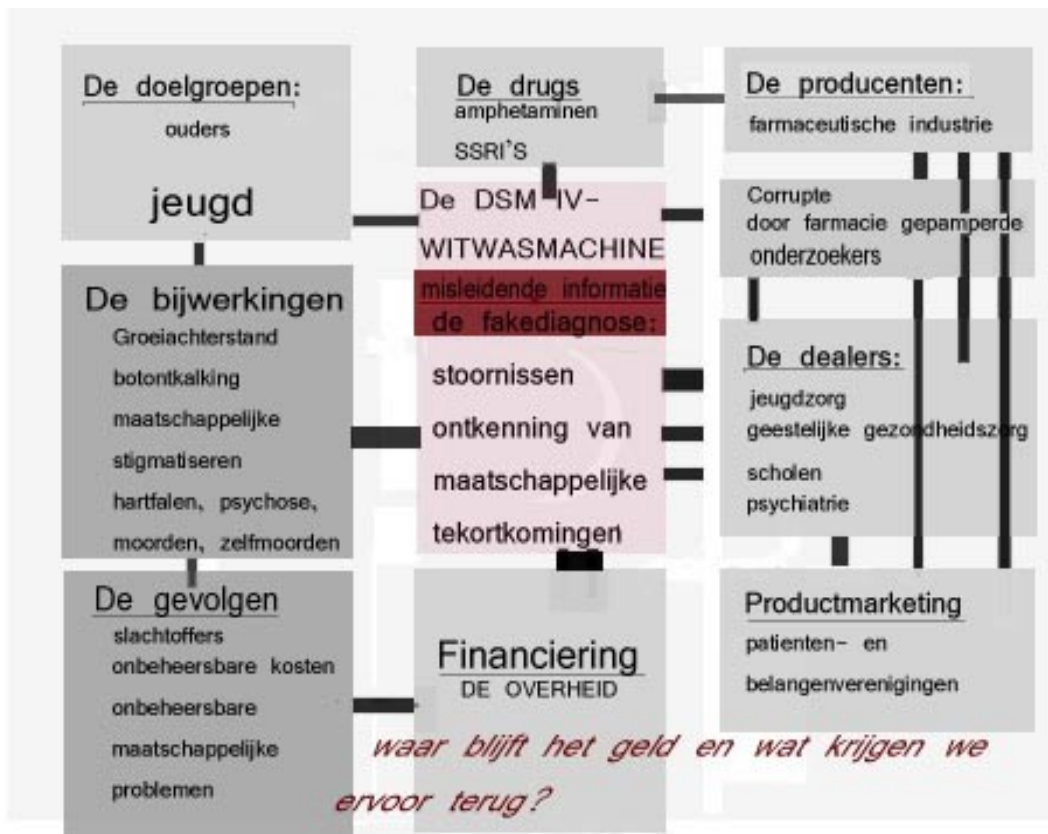 De doelgroepen:
ouders
jeugd
De bijwerkingen
Groeiachterstand
botontkalking
maatschappelijke
stigmatiseren
hartfalen, psychose,
moorden, zelfmoorden
De gevolgen
slachtoffers
onbeheersbare kosten
onbeheersbare
maatschappelijke
problemen
De drugs
amphetaminen
SSRI'S
De DSM IV-
WITWASMACHINE
misleidende informatie
de fakediagnose:
stoornissen
ontkenning van
maatschappelijke
tekortkomingen
Financiering
DE OVERHEID
De producenten:
farmaceutische industrie
Corrupte
door farmacie gepamperde
onderzoekers
De dealers:
jeugdzorg
geestelijke gezondheidszorg
scholen
psychiatrie
Productmarketing
patienten- en
belangenverenigingen
waar blijft het geld en wat krijgen we
ervoor terug?